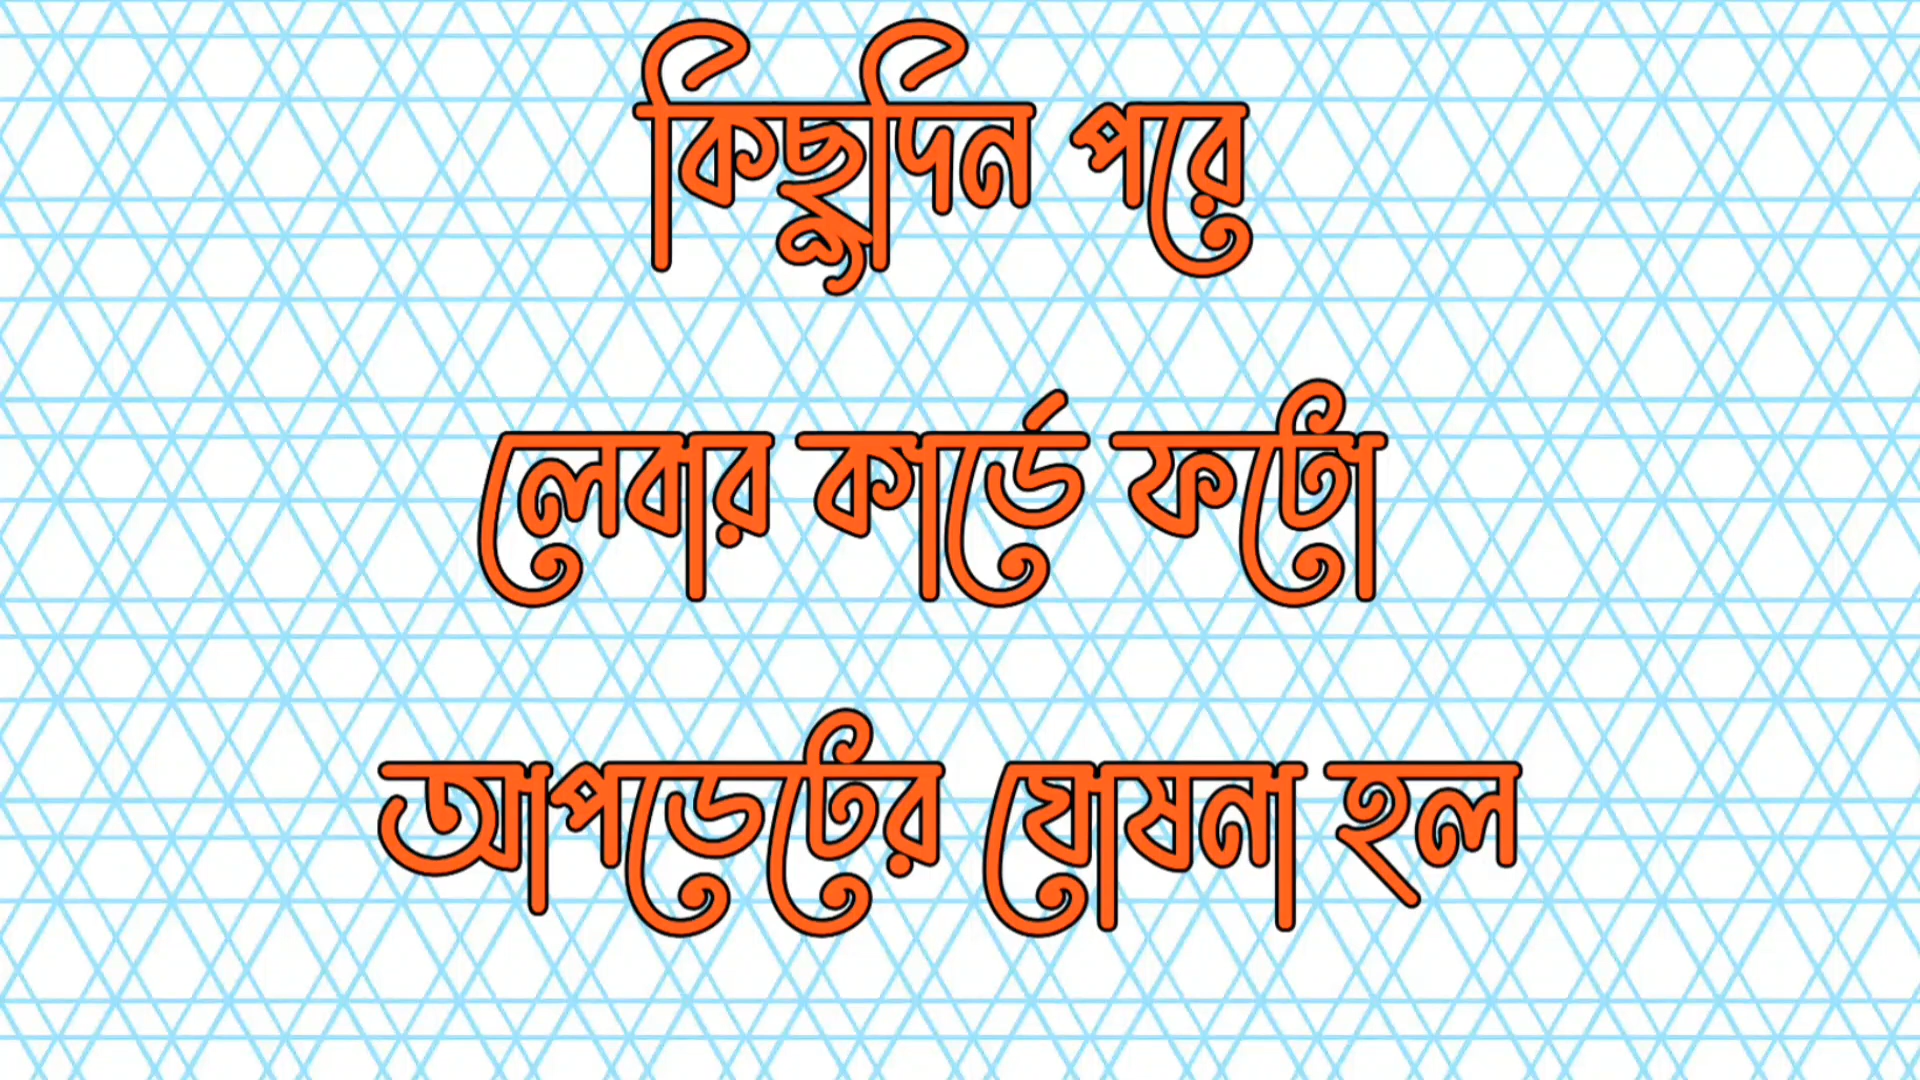 কিছুদিন পরে
লেবার কার্ডে ফটো
আপডেটের ঘোষনা হল